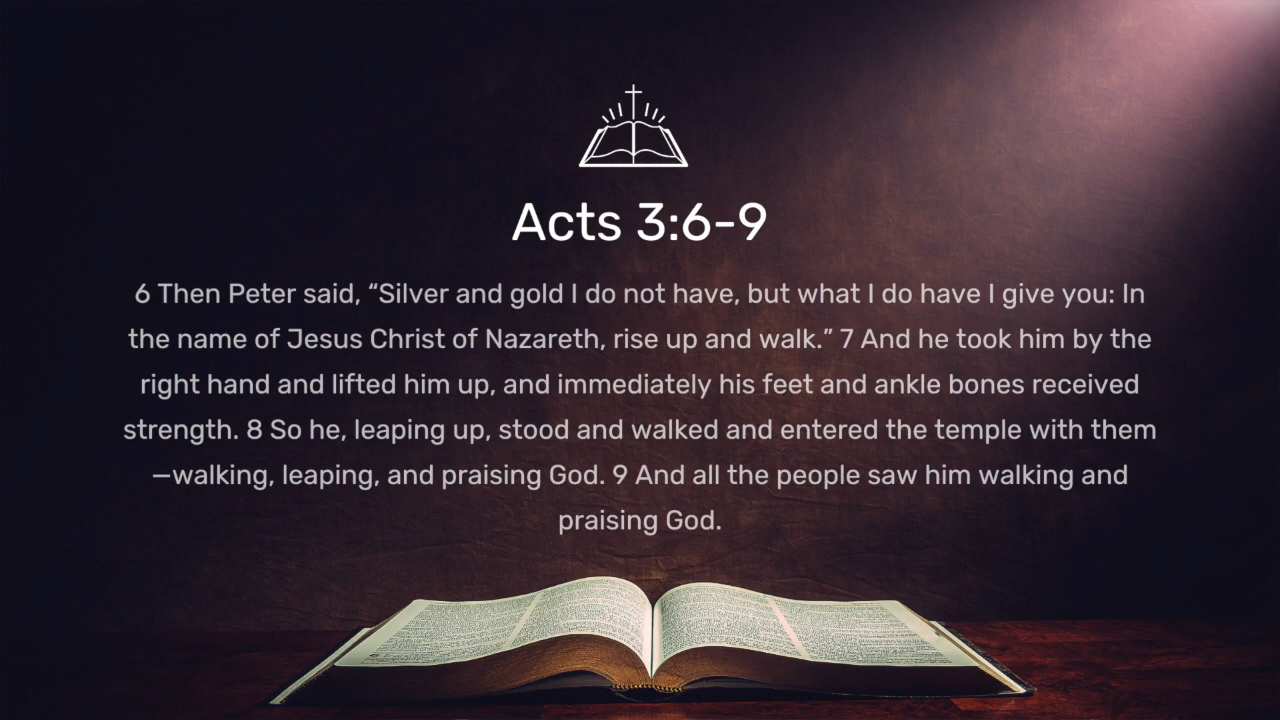 Acts 3:6-9
6 Then Peter said, “Silver and gold I do not have, but what I do have I give you: In
the name of Jesus Christ of Nazareth, rise up and walk.” 7 And he took him by the
right hand and lifted him up, and immediately his feet and ankle bones received
strength. 8 So he, leaping up, stood and walked and entered the temple with them
—walking, leaping, and praising God. 9 And all the people saw him walking and
praising God.